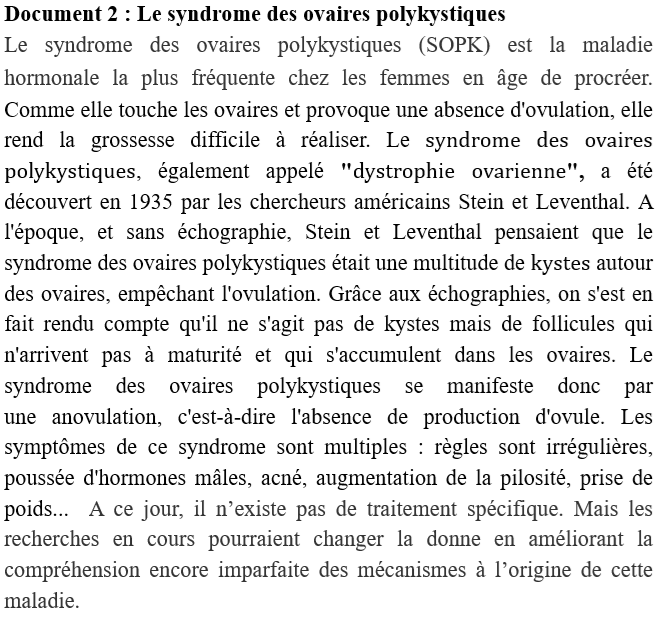 Document 2 : Le syndrome des ovaires polykystiques
Le syndrome des ovaires polykystiques (SOPK) est la maladie
hormonale la plus fréquente chez les femmes en âge de procréer.
Comme elle touche les ovaires et provoque une absence d'ovulation, elle
rend la grossesse difficile à réaliser. Le syndrome des ovaires
polykystiques, également appelé "dystrophie ovarienne", a été
découvert en 1935 par les chercheurs américains Stein et Leventhal. A
l'époque, et sans échographie, Stein et Leventhal pensaient que le
syndrome des ovaires polykystiques était une multitude de kystes autour
des ovaires, empêchant l'ovulation. Grâce aux échographies, on s'est en
fait rendu compte qu'il ne s'agit pas de kystes mais de follicules qui
n'arrivent pas à maturité et qui s'accumulent dans les ovaires. Le
syndrome des ovaires polykystiques se manifeste donc par
une anovulation, c'est-à-dire l'absence de production d'ovule. Les
symptômes de ce syndrome sont multiples : règles sont irrégulières,
poussée d'hormones mâles, acné, augmentation de la pilosité, prise de
poids... A ce jour, il n’existe pas de traitement spécifique. Mais les
recherches en cours pourraient changer la donne en améliorant la
compréhension encore imparfaite des mécanismes à l’origine de cette
maladie.